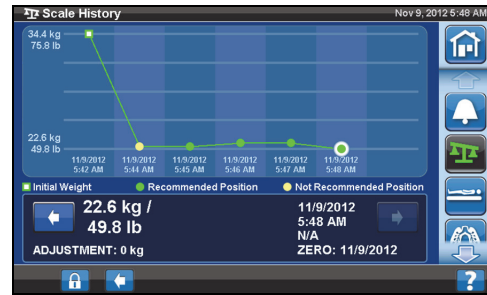 Scale History
Nov 9, 2012 5:48 AM
34.4 kg
75.8 lb
22.6 kg
49.8 lb
11/9/2012 11/9/2012 11/9/2012 11/9/2012 11/9/2012 11/9/2012
5:42 AM 5:44 AM 5:45 AM 5:46 AM 5:47 AM 5:48 AM
Initial Weight Recommended Position Not Recommended Position
22.6 kg /
49.8 lb
ADJUSTMENT: 0 kg
11/9/2012
5:48 AM
N/A
ZERO: 11/9/2012
?